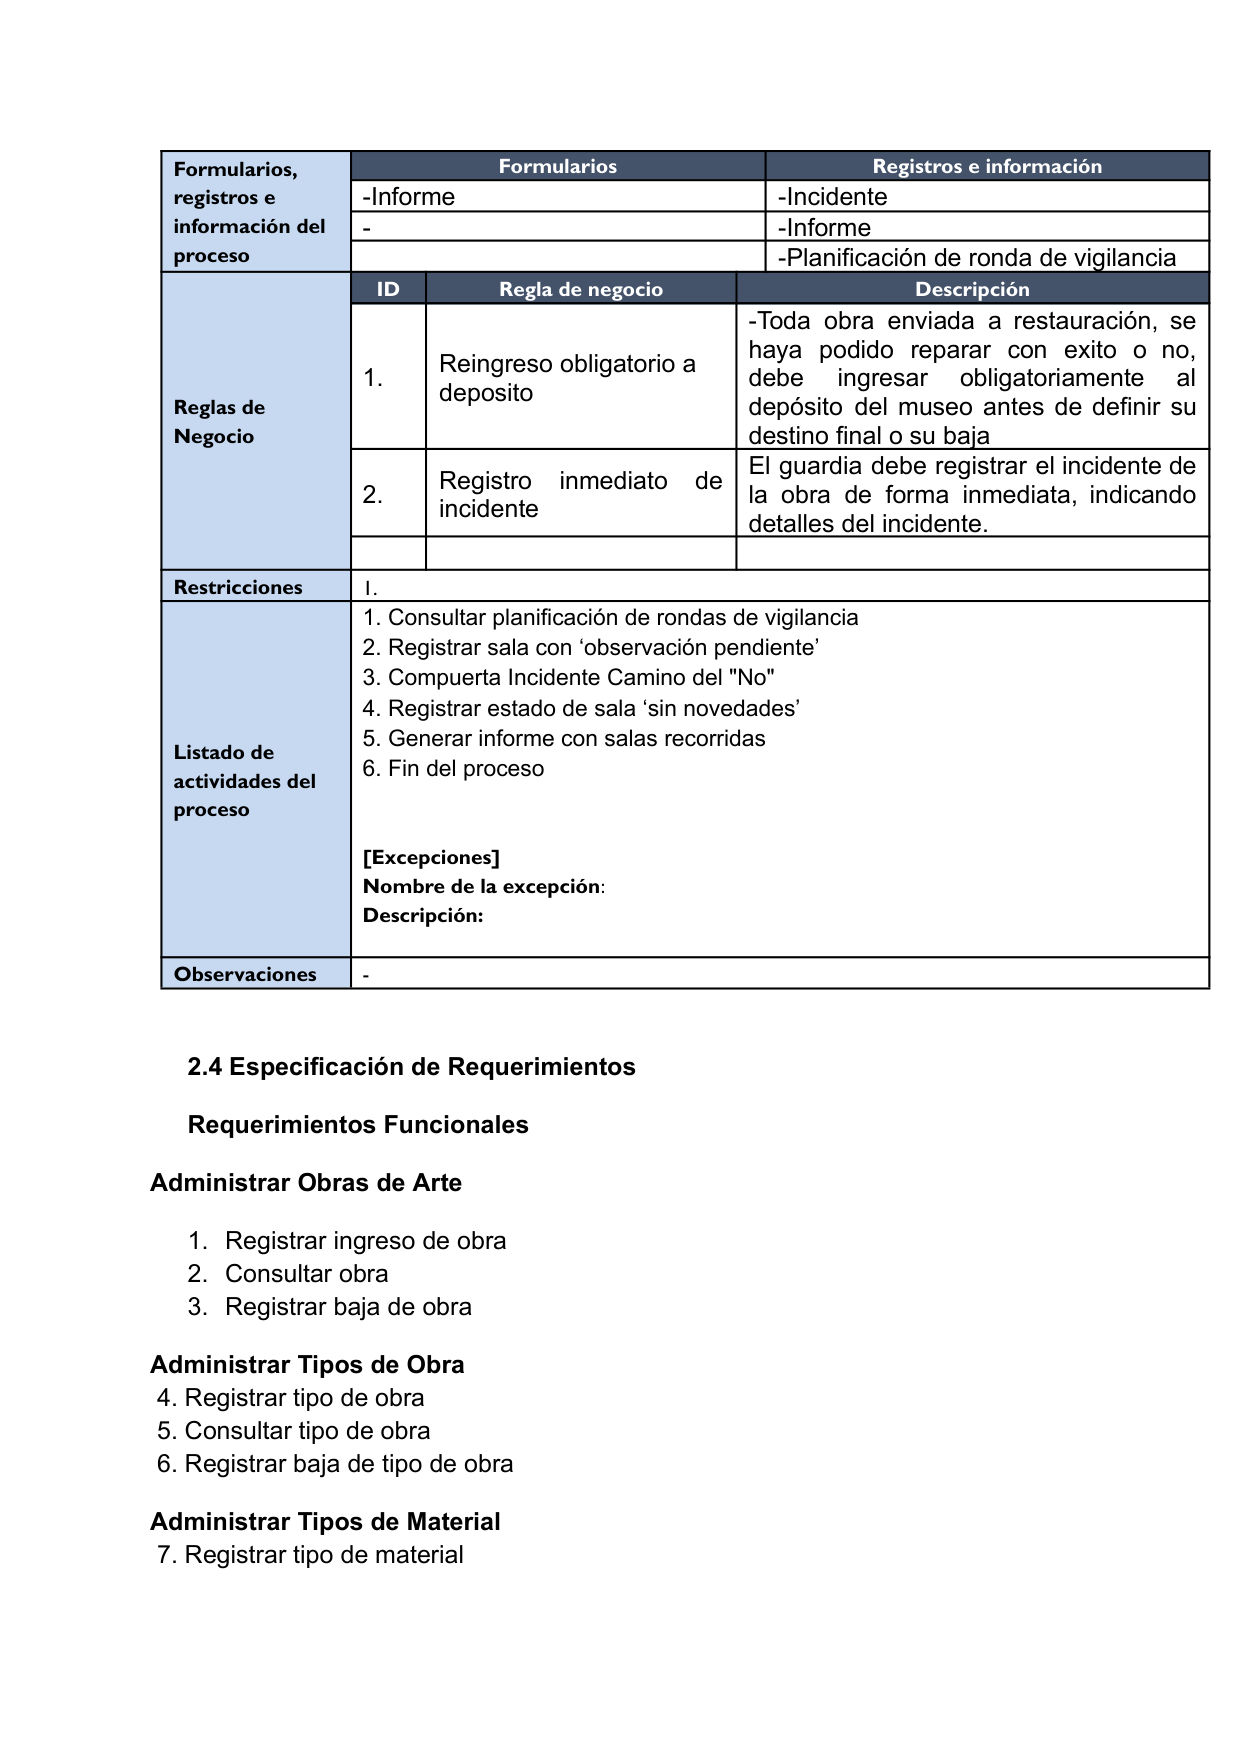 Formularios,
registros e
información del
proceso
Formularios
Registros e información
-Informe
-Incidente
-
-Informe
-Planificación de ronda de vigilancia
Reglas de
Negocio
ID
Regla de negocio
Descripción
1.
Reingreso obligatorio a
deposito
-Toda obra enviada a restauración, se
haya podido reparar con exito o no,
debe ingresar obligatoriamente al
depósito del museo antes de definir su
destino final o su baja
2.
Registro inmediato de
incidente
El guardia debe registrar el incidente de
la obra de forma inmediata, indicando
detalles del incidente.
Restricciones
1.
Listado de
actividades del
proceso
1. Consultar planificación de rondas de vigilancia
2. Registrar sala con ‘observación pendiente’
3. Compuerta Incidente Camino del "No"
4. Registrar estado de sala ‘sin novedades’
5. Generar informe con salas recorridas
6. Fin del proceso
[Excepciones]
Nombre de la excepción:
Descripción:
Observaciones
-
2.4 Especificación de Requerimientos
Requerimientos Funcionales
Administrar Obras de Arte
1. Registrar ingreso de obra
2. Consultar obra
3. Registrar baja de obra
Administrar Tipos de Obra
4. Registrar tipo de obra
5. Consultar tipo de obra
6. Registrar baja de tipo de obra
Administrar Tipos de Material
7. Registrar tipo de material